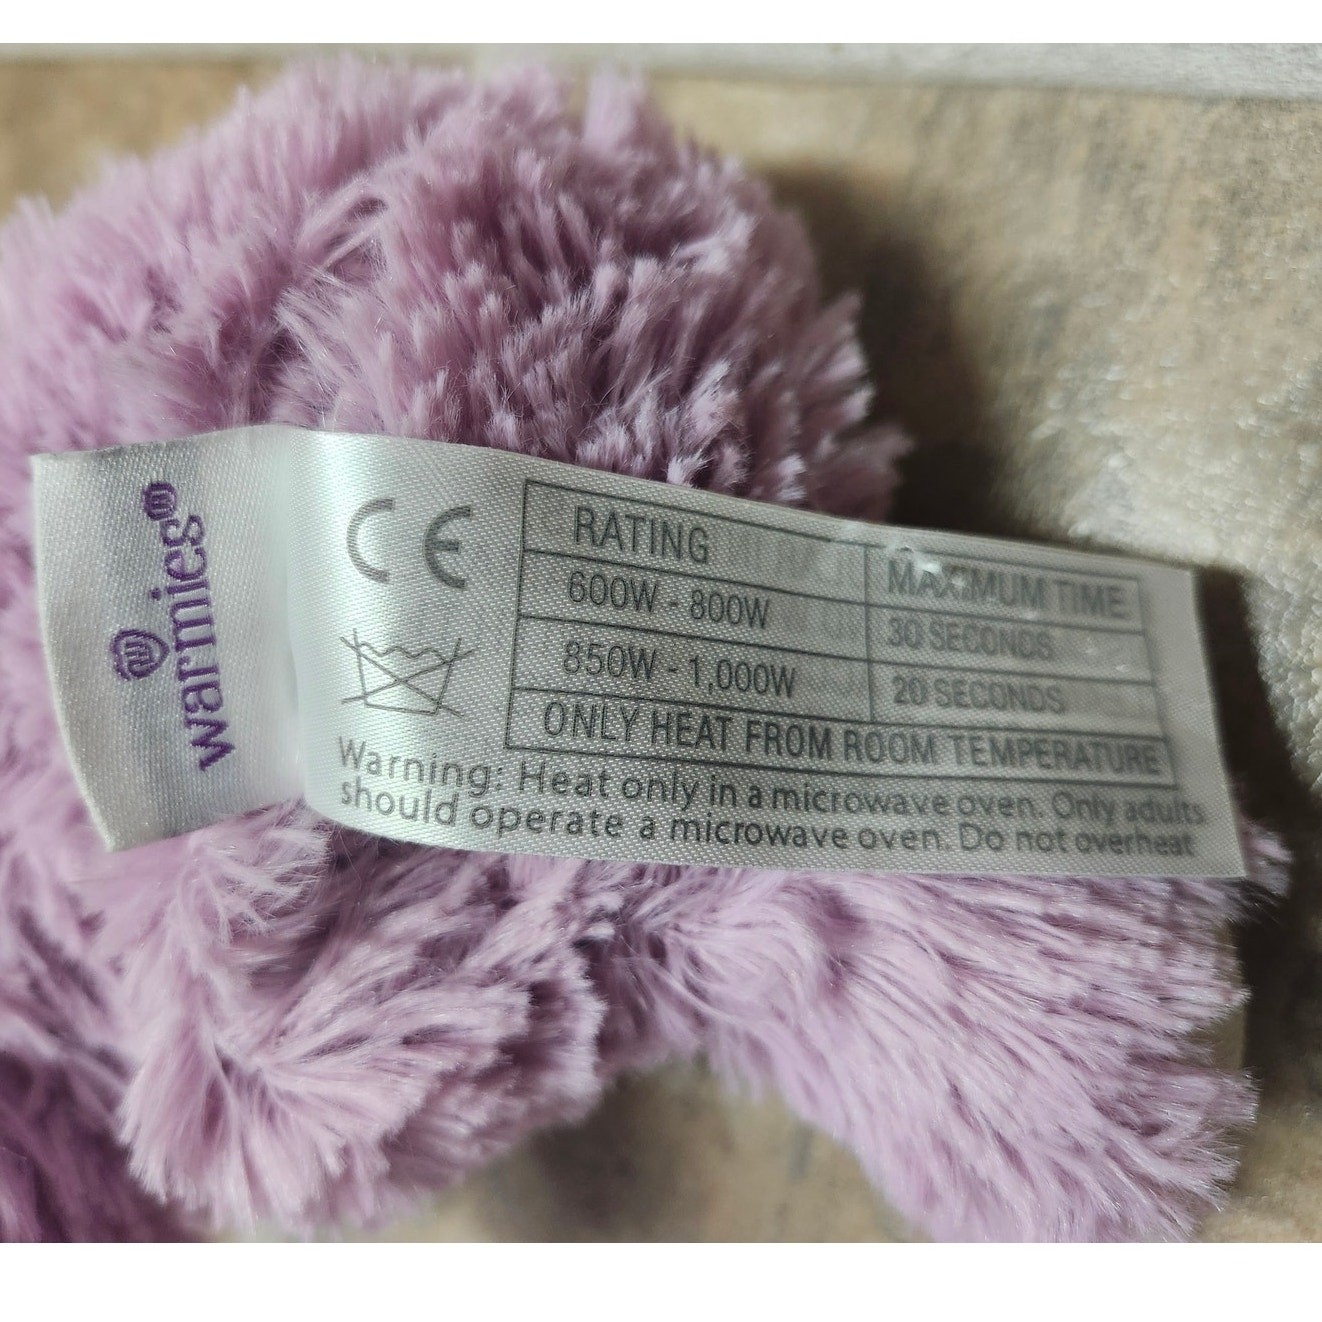 warmies®
CE
RATING MAXIMUM TIME
600W - 800W 30 SECONDS
850W - 1,000W 20 SECONDS
ONLY HEAT FROM ROOM TEMPERATURE
Warning: Heat only in a microwave oven. Only adults
should operate a microwave oven. Do not overheat